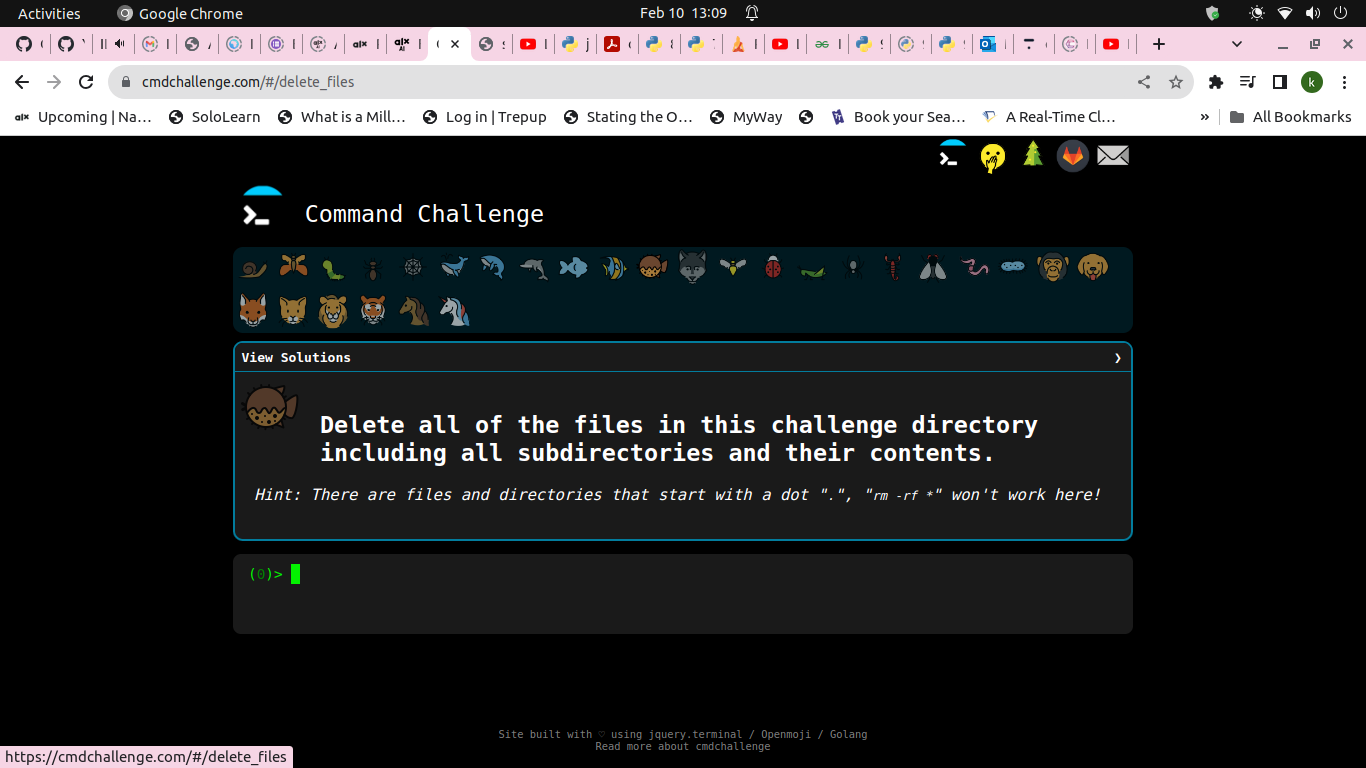 Activities
Google Chrome
Feb 10 13:09
cmdchallenge.com/#/delete_files
k
Upcoming | Na…
SoloLearn
What is a Mill…
Log in | Trepup
Stating the O…
MyWay
Book your Sea…
A Real-Time Cl…
»
All Bookmarks
Command Challenge
View Solutions
Delete all of the files in this challenge directory
including all subdirectories and their contents.
Hint: There are files and directories that start with a dot ".", "rm -rf *" won't work here!
(0)>
Site built with ♡ using jquery.terminal / Openmoji / Golang
Read more about cmdchallenge
https://cmdchallenge.com/#/delete_files